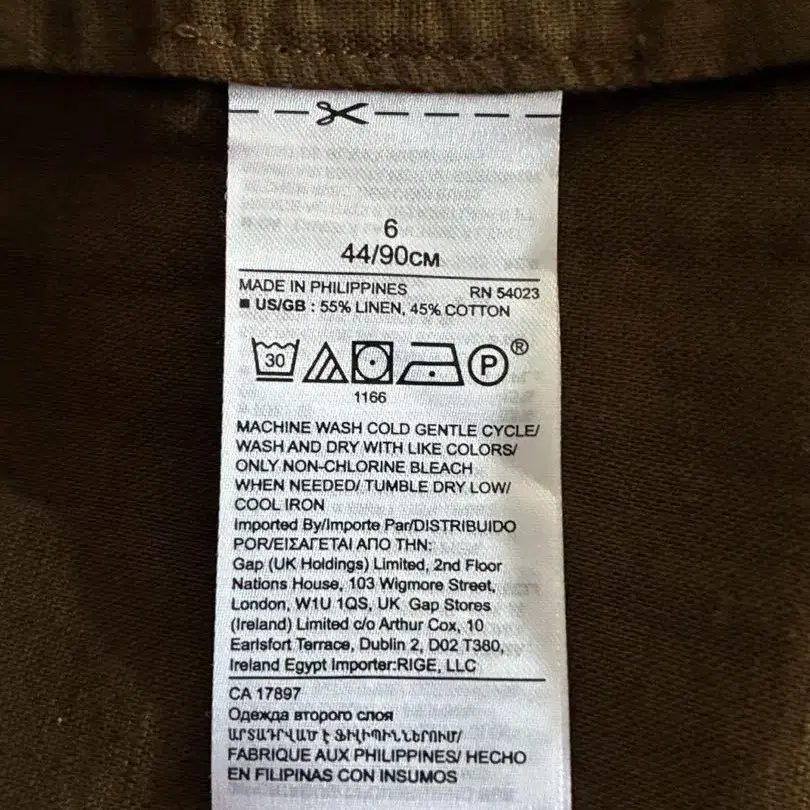 6
44/90CM
MADE IN PHILIPPINES RN 54023
■ US/GB : 55% LINEN, 45% COTTON
30 P ®
1166
MACHINE WASH COLD GENTLE CYCLE/
WASH AND DRY WITH LIKE COLORS/
ONLY NON-CHLORINE BLEACH
WHEN NEEDED/ TUMBLE DRY LOW/
COOL IRON
Imported By/Importe Par/DISTRIBUIDO
POR/ΕΙΣΑΓΕΤΑΙ ΑΠΟ ΤΗΝ:
Gap (UK Holdings) Limited, 2nd Floor
Nations House, 103 Wigmore Street,
London, W1U 1QS, UK Gap Stores
(Ireland) Limited c/o Arthur Cox, 10
Earlsfort Terrace, Dublin 2, D02 T380,
Ireland Egypt Importer:RIGE, LLC
CA 17897
Одежда второго слоя
ԱՐՏԱԴՐՎԱԾ Է ՖԻԼԻՊԻՆՆԵՐՈՒՄ/
FABRIQUE AUX PHILIPPINES/ HECHO
EN FILIPINAS CON INSUMOS